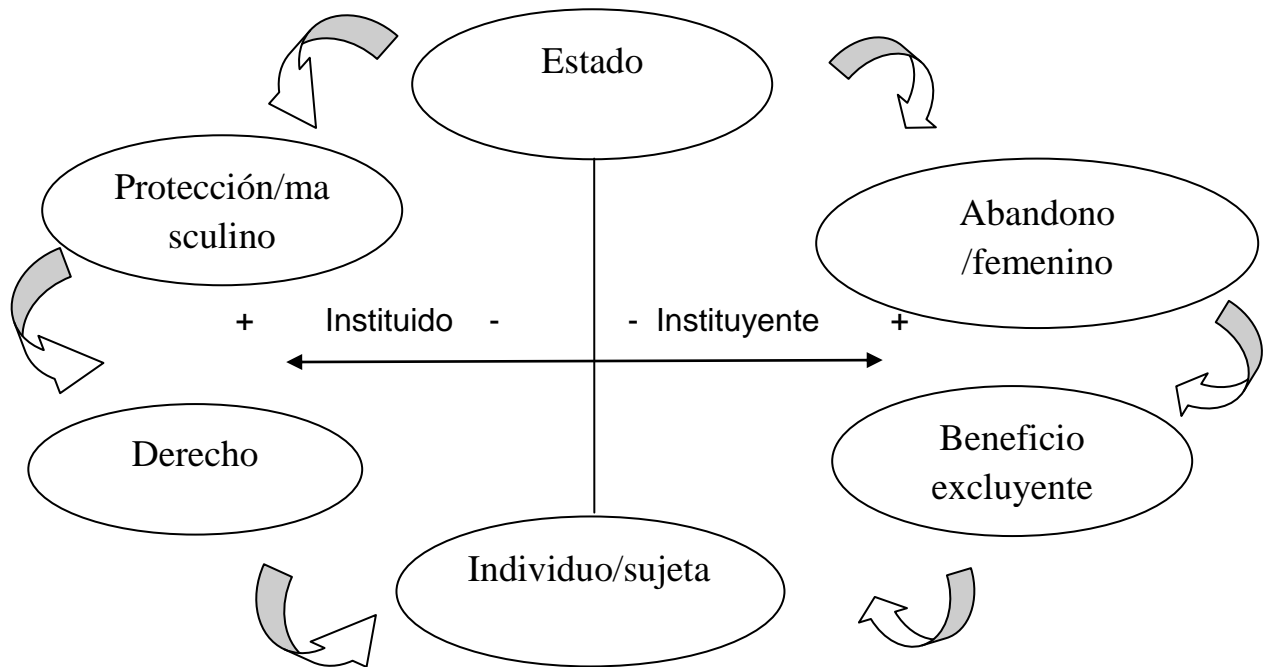 Estado
Protección/ma
sculino
Abandono
/femenino
+ Instituido - - Instituyente +
Derecho
Beneficio
excluyente
Individuo/sujeta